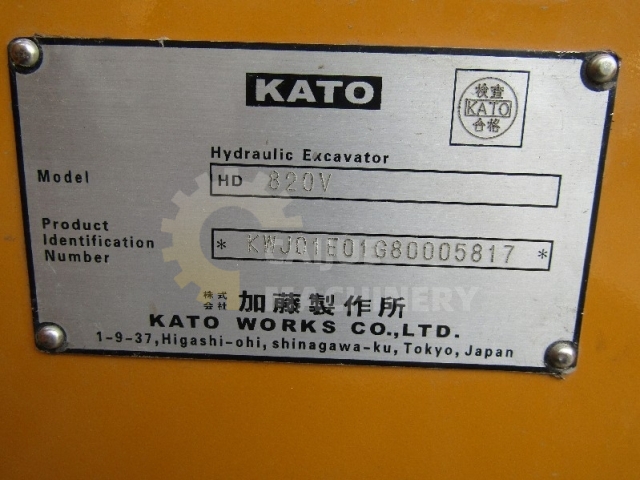 KATO
検査
KATO
合格
Hydraulic Excavator
Model
HD 820V
Product
Identification
Number
* KWJ01E01G80005817 *
MACHINERY
株式
会社 加藤製作所
KATO WORKS CO.,LTD.
1-9-37,Higashi-ohi, shinagawa-ku, Tokyo, Japan